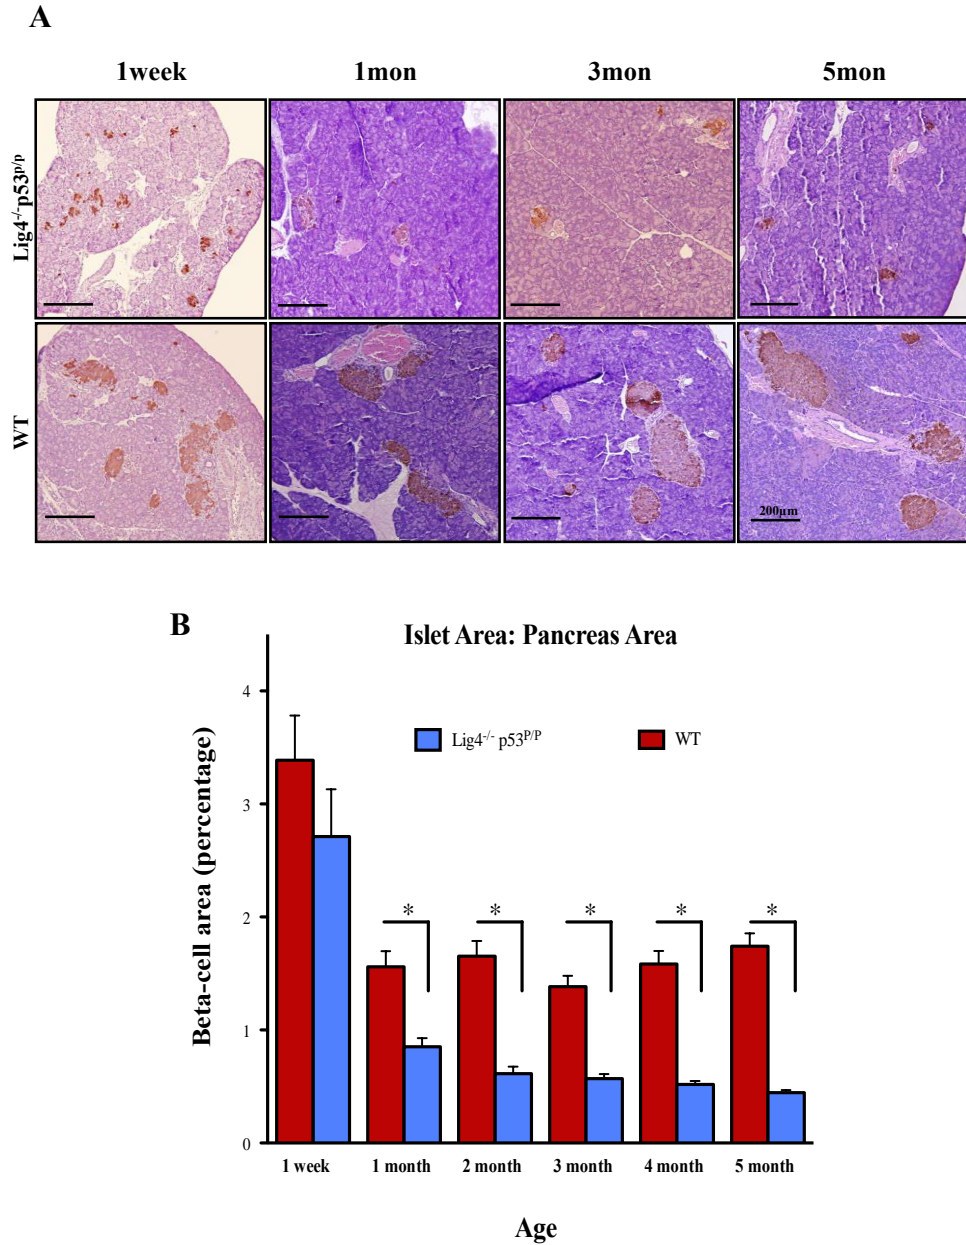 A
1week 1mon 3mon 5mon
Lig4-/-p53p/p
WT
200µm
B
Islet Area: Pancreas Area
Lig4-/- p53P/P WT
Beta-cell area (percentage)
4
3
2
1
0
* * * * *
1 week 1 month 2 month 3 month 4 month 5 month
Age